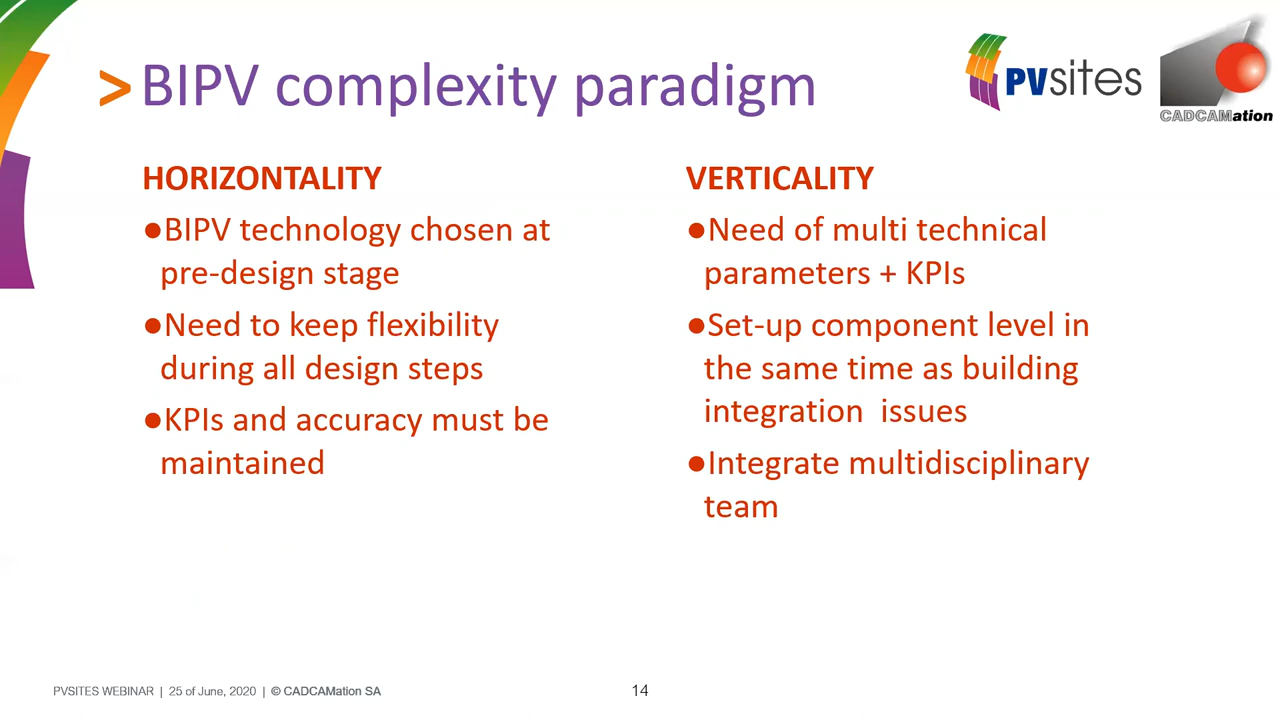 > BIPV complexity paradigm
PVsites
CADCAMation
HORIZONTALITY
●BIPV technology chosen at
pre-design stage
●Need to keep flexibility
during all design steps
●KPIs and accuracy must be
maintained
VERTICALITY
●Need of multi technical
parameters + KPIs
●Set-up component level in
the same time as building
integration  issues
●Integrate multidisciplinary
team
PVSITES WEBINAR | 25 of June, 2020 | © CADCAMation SA
14